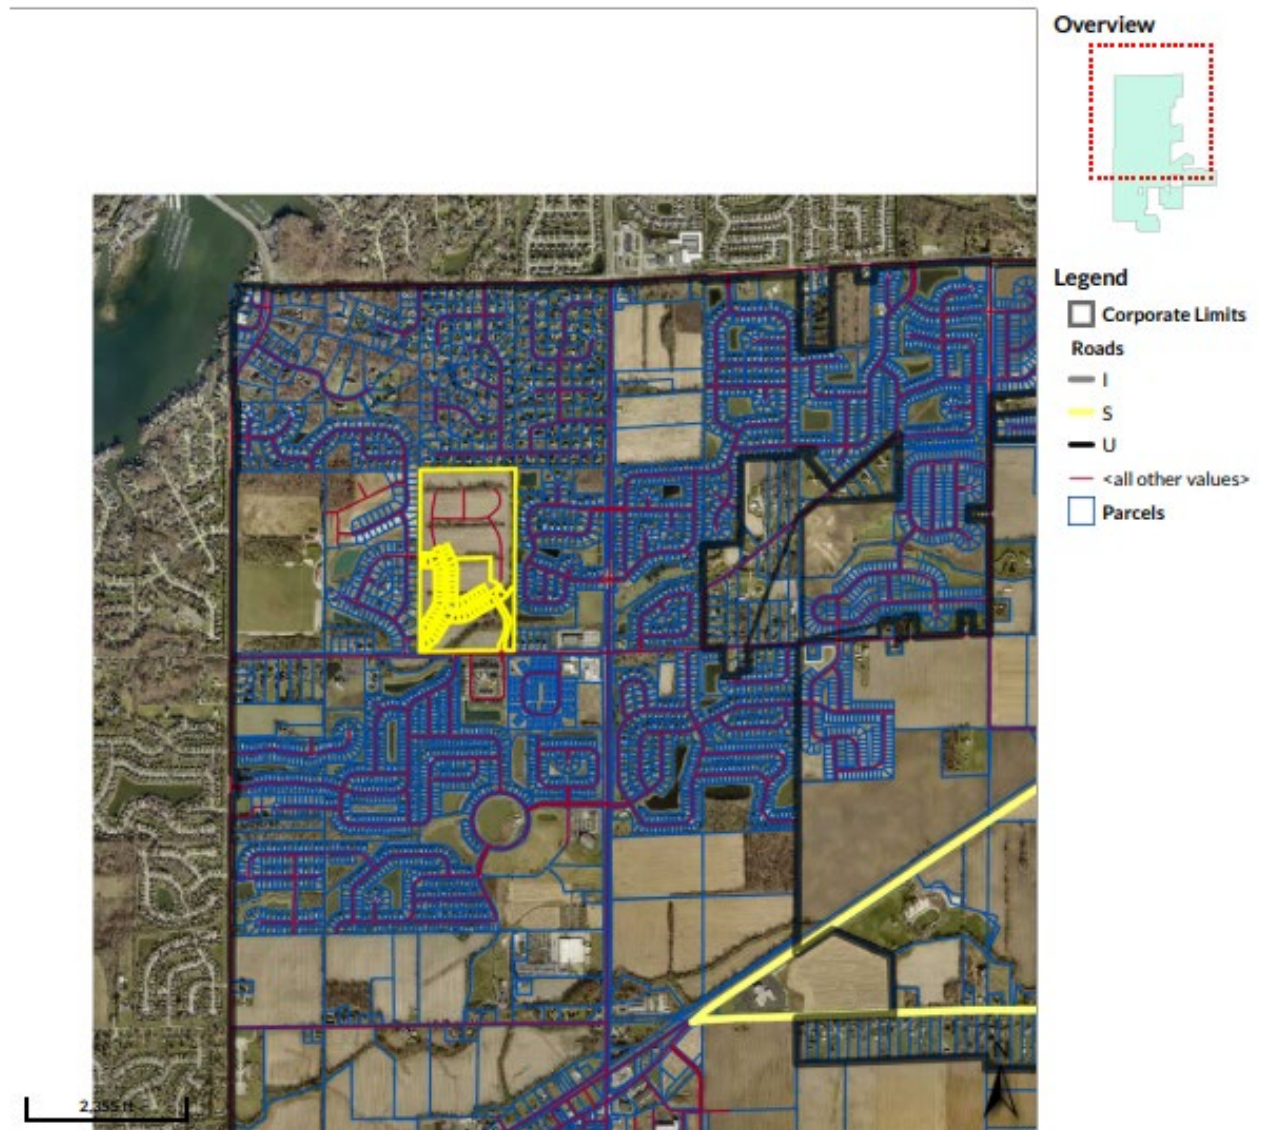 Overview
Legend
Corporate Limits
Roads
I
S
U
<all other values>
Parcels
N
2,355 ft